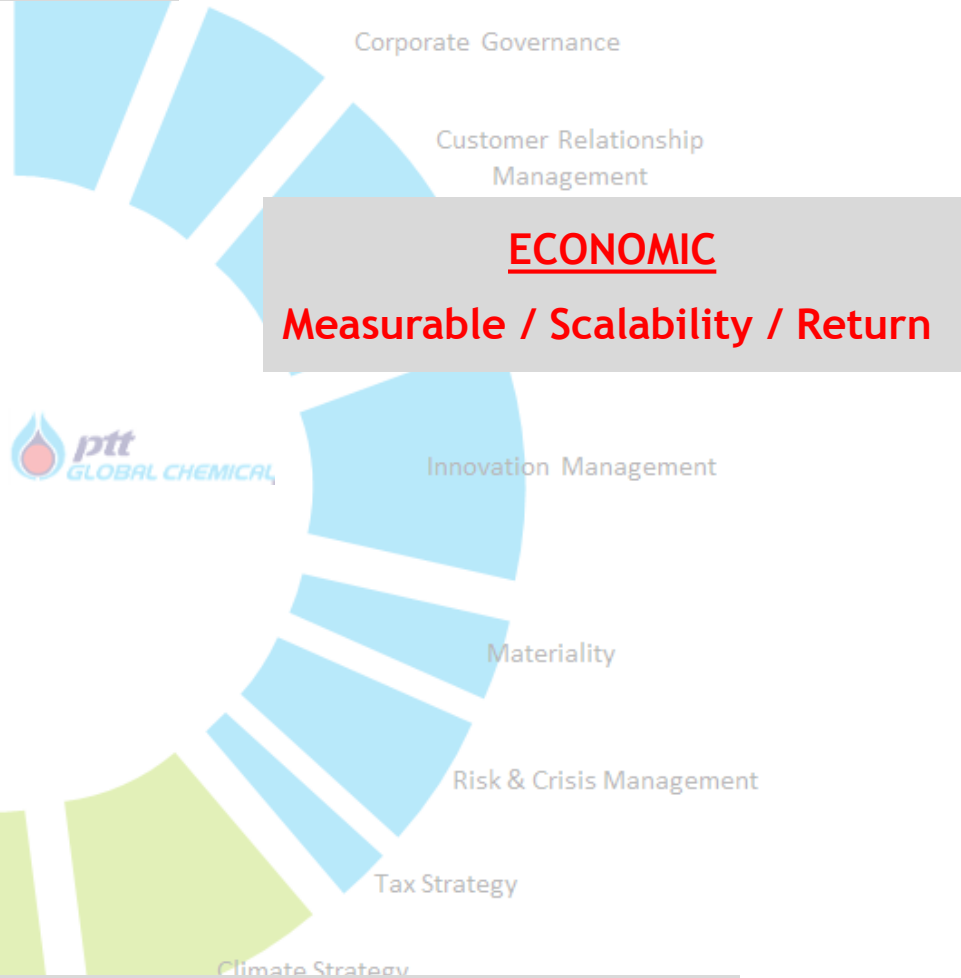 Corporate Governance
Customer Relationship
Management
ECONOMIC
Measurable / Scalability / Return
ptt
GLOBAL CHEMICAL
Innovation Management
Materiality
Risk & Crisis Management
Tax Strategy
Climate Strategy